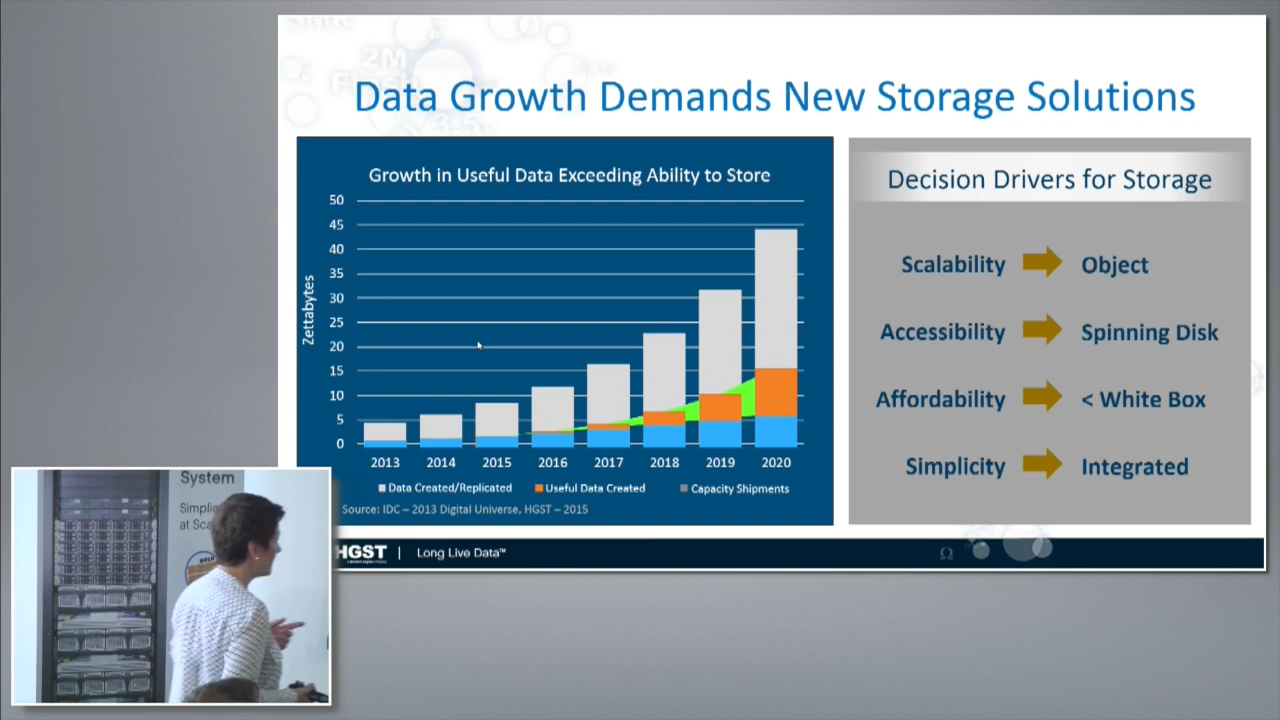 2M
Data Growth Demands New Storage Solutions
Growth in Useful Data Exceeding Ability to Store
50
45
40
35
30
25
20
15
10
5
0
Zettabytes
2013 2014 2015 2016 2017 2018 2019 2020
Data Created/Replicated Useful Data Created Capacity Shipments
Source: IDC – 2013 Digital Universe, HGST – 2015
Decision Drivers for Storage
Scalability Object
Accessibility Spinning Disk
Affordability < White Box
Simplicity Integrated
HGST | Long Live Data™
System